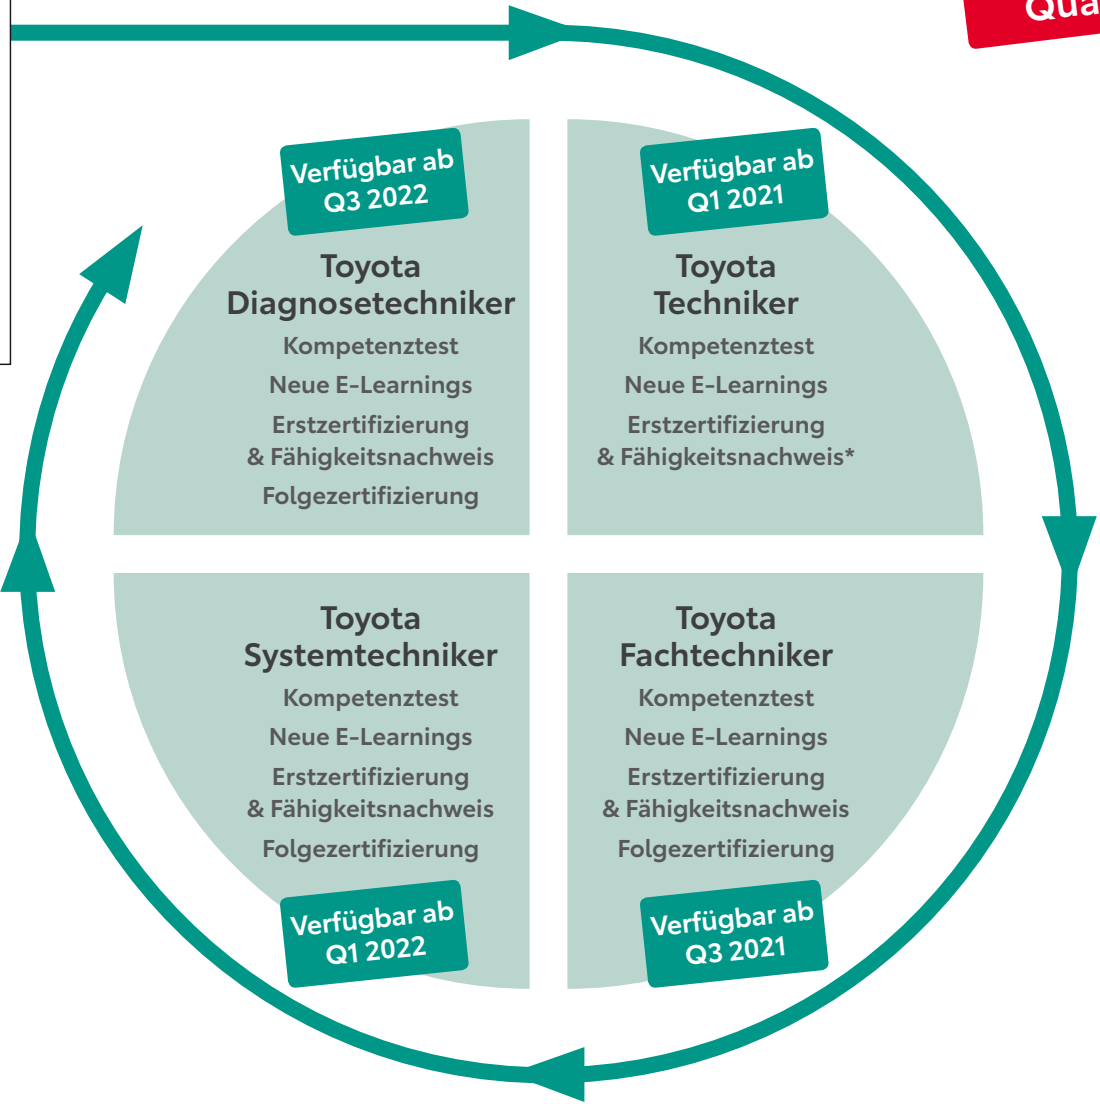 Verfügbar ab
Q3 2022
Toyota
Diagnosetechniker
Kompetenztest
Neue E-Learnings
Erstzertifizierung
& Fähigkeitsnachweis
Folgezertifizierung
Verfügbar ab
Q1 2021
Toyota
Techniker
Kompetenztest
Neue E-Learnings
Erstzertifizierung
& Fähigkeitsnachweis*
Toyota
Systemtechniker
Kompetenztest
Neue E-Learnings
Erstzertifizierung
& Fähigkeitsnachweis
Folgezertifizierung
Verfügbar ab
Q1 2022
Toyota
Fachtechniker
Kompetenztest
Neue E-Learnings
Erstzertifizierung
& Fähigkeitsnachweis
Folgezertifizierung
Verfügbar ab
Q3 2021